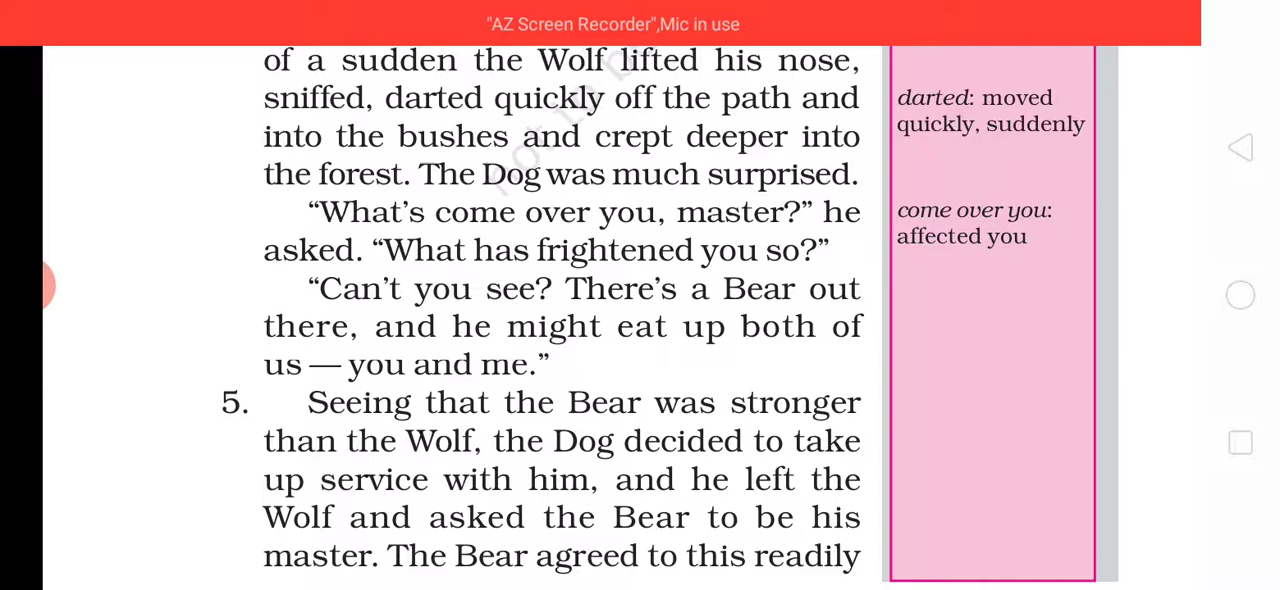 "AZ Screen Recorder",Mic in use
of a sudden the Wolf lifted his nose,
sniffed, darted quickly off the path and
into the bushes and crept deeper into
the forest. The Dog was much surprised.
“What’s come over you, master?” he
asked. “What has frightened you so?”
“Can’t you see? There’s a Bear out
there, and he might eat up both of
us — you and me.”
5. Seeing that the Bear was stronger
than the Wolf, the Dog decided to take
up service with him, and he left the
Wolf and asked the Bear to be his
master. The Bear agreed to this readily
darted: moved
quickly, suddenly
come over you:
affected you
not to b